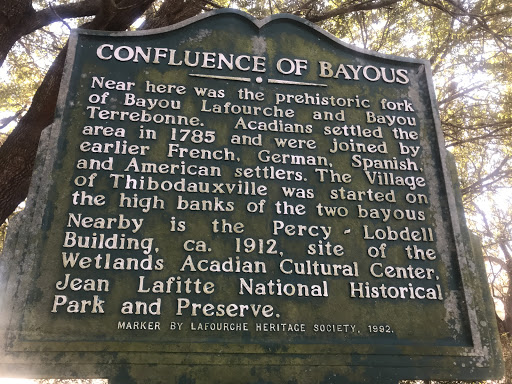 CONFLUENCE OF BAYOUS
Near here was the prehistoric fork
of Bayou Lafourche and Bayou
Terrebonne. Acadians settled the
area in 1785 and were joined by
earlier French, German, Spanish,
and American settlers. The Village
of Thibodauxville was started on
the high banks of the two bayous
Nearby is the Percy - Lobdell
Building, ca. 1912, site of the
Wetlands Acadian Cultural Center,
Jean Lafitte National Historical
Park and Preserve.
MARKER BY LAFOURCHE HERITAGE SOCIETY, 1992.